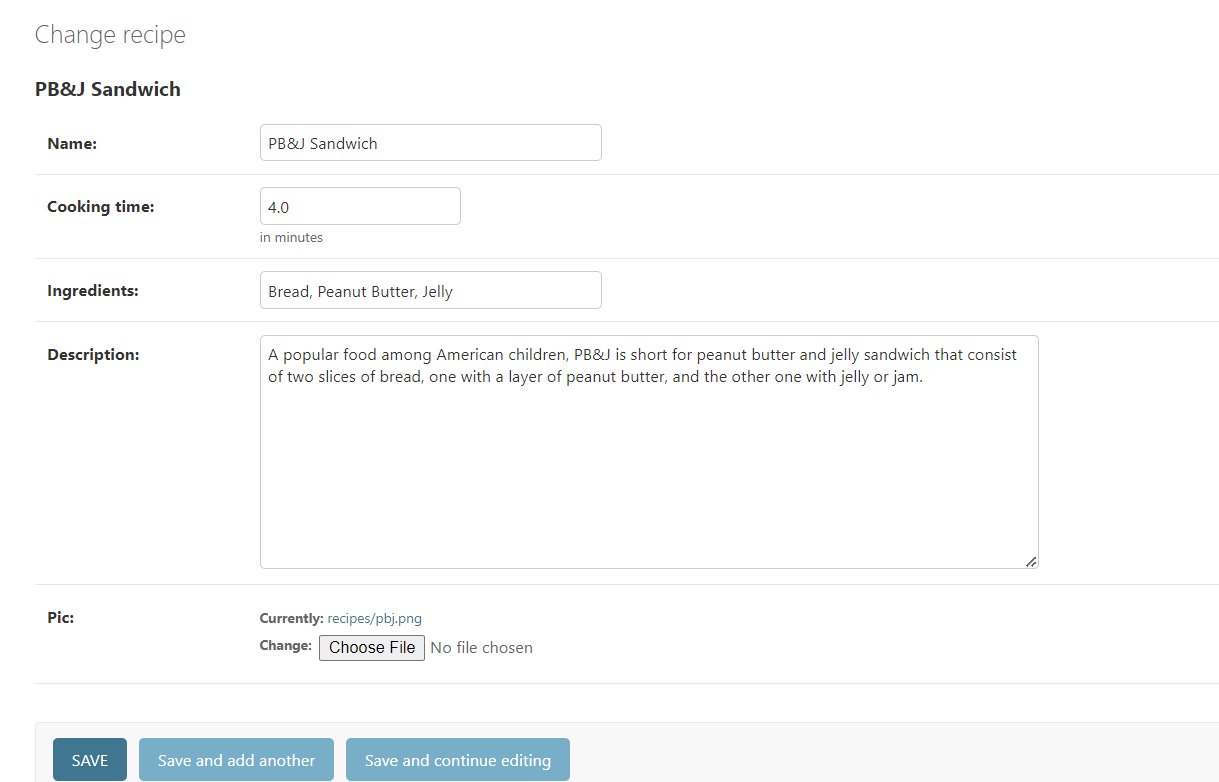 Change recipe
PB&J Sandwich
Name:
PB&J Sandwich
Cooking time:
4.0
in minutes
Ingredients:
Bread, Peanut Butter, Jelly
Description:
A popular food among American children, PB&J is short for peanut butter and jelly sandwich that consist
of two slices of bread, one with a layer of peanut butter, and the other one with jelly or jam.
Pic:
Currently: recipes/pbj.png
Change: Choose File No file chosen
SAVE Save and add another Save and continue editing